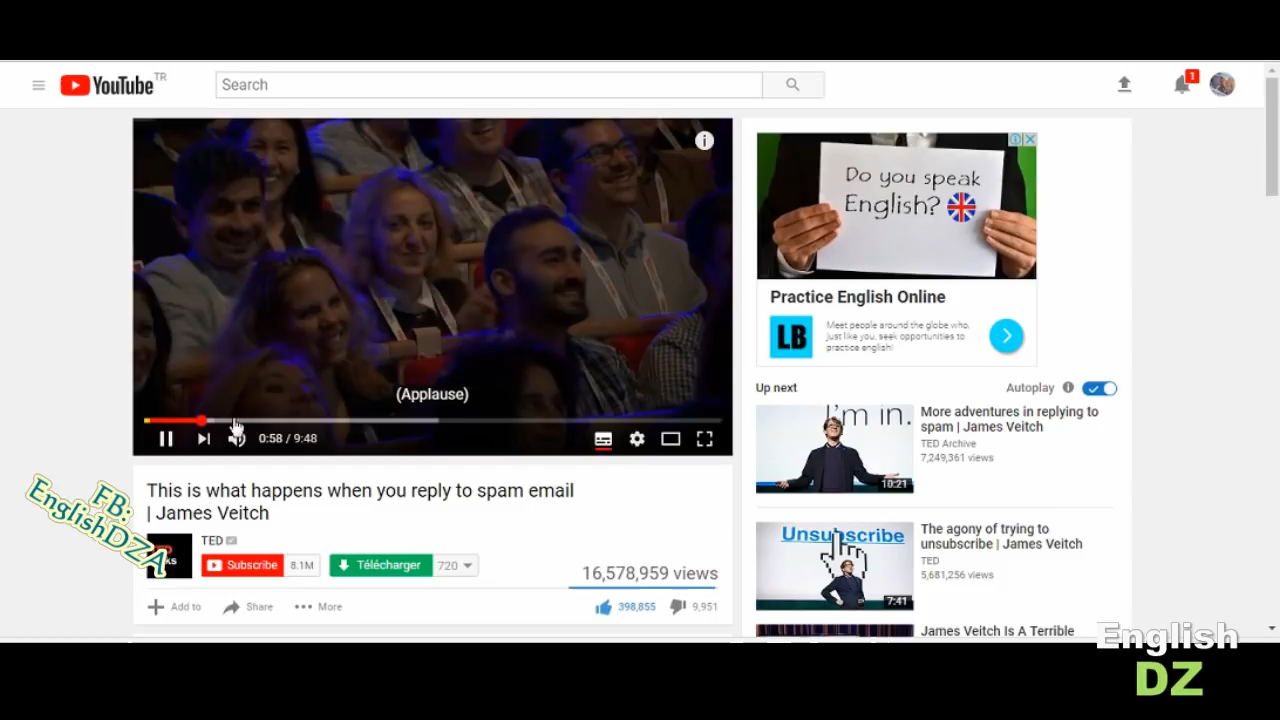 YouTube TR
Search
1
Do you speak
English?
Practice English Online
LB
Meet people around the globe who,
just like you, seek opportunities to
practice english!
(Applause)
0:58 / 9:48
Up next
Autoplay
I'm in.
10:21
More adventures in replying to
spam | James Veitch
TED Archive
7,249,361 views
This is what happens when you reply to spam email
| James Veitch
FB:
EnglishDZA
TED
Subscribe 8.1M
Télécharger 720
16,578,959 views
Add to Share More
398,855 9,951
Unsubscribe
7:41
The agony of trying to
unsubscribe | James Veitch
TED
5,681,256 views
James Veitch Is A Terrible
English
DZ